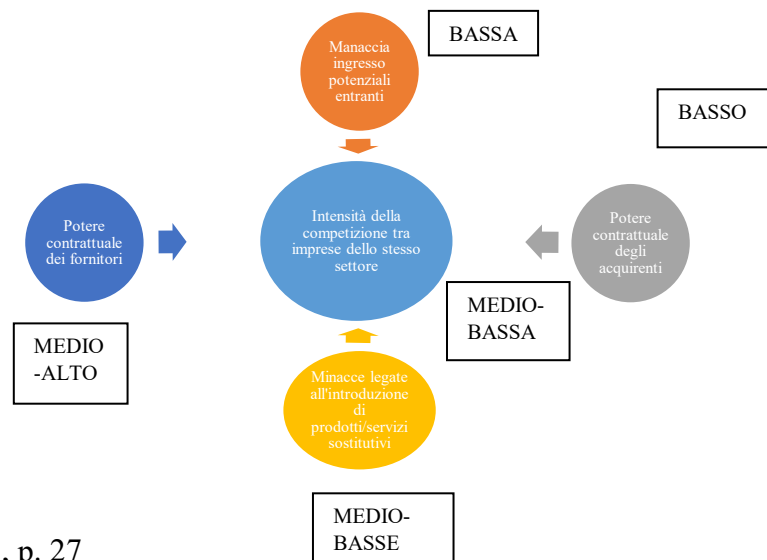 Manaccia
ingresso
potenziali
entranti
BASSA
BASSO
Potere
contrattuale
dei fornitori
Intensità della
competizione tra
imprese dello stesso
settore
Potere
contrattuale
degli
acquirenti
MEDIO
-ALTO
MEDIO-
BASSA
Minacce legate
all'introduzione
di
prodotti/servizi
sostitutivi
MEDIO-
BASSE
, p. 27